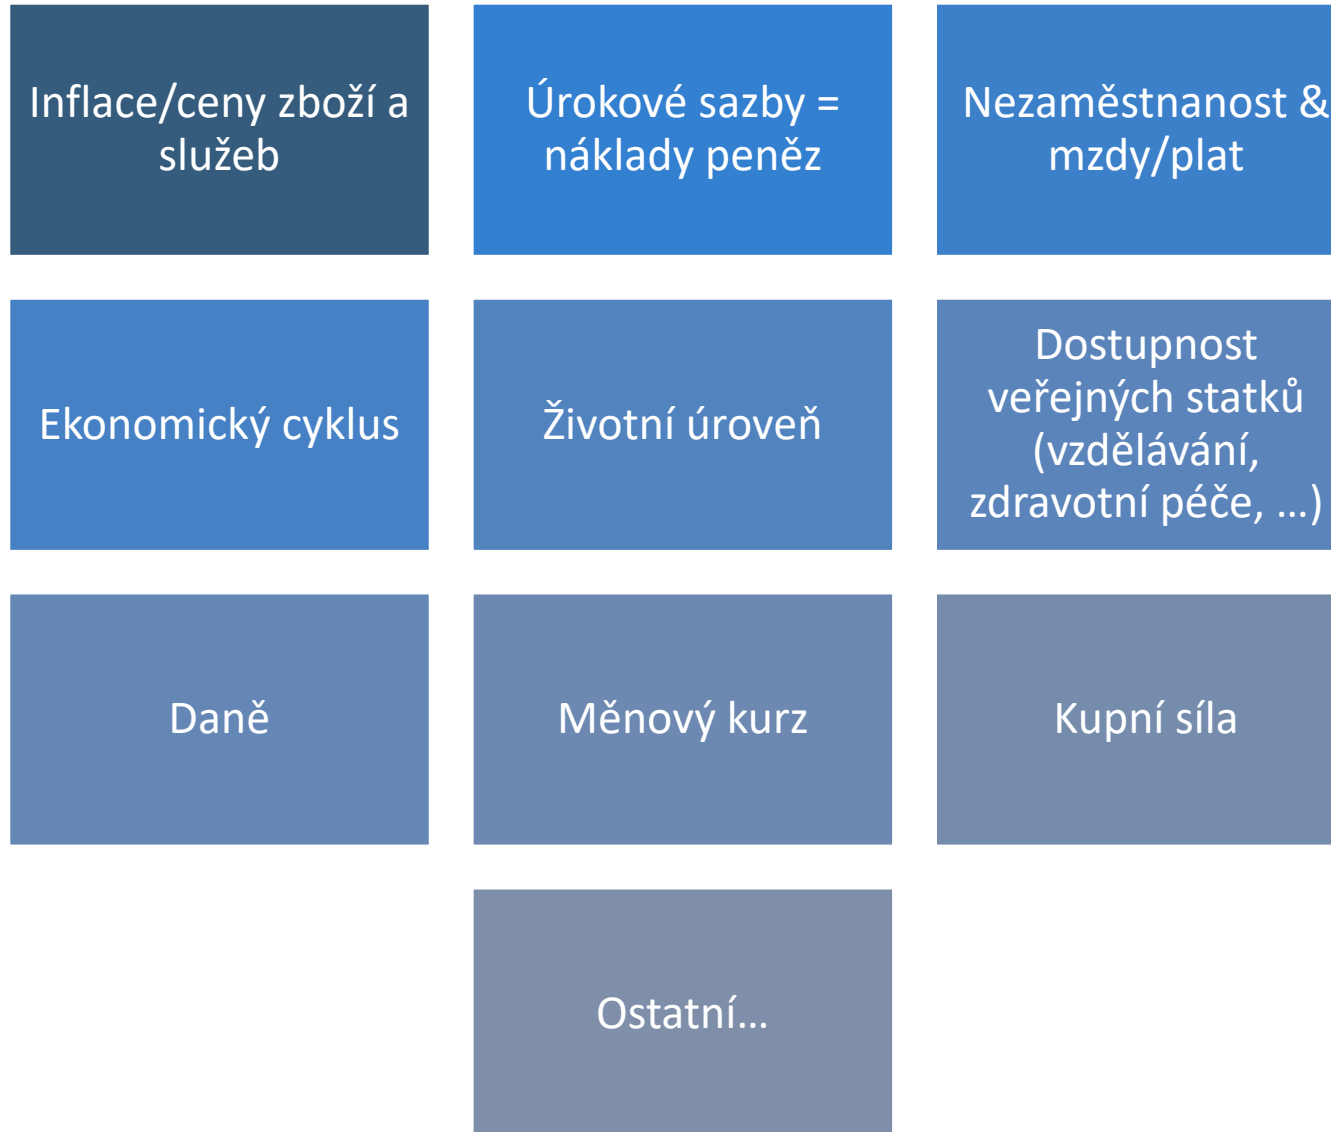 Inflace/ceny zboží a
služeb
Úrokové sazby =
náklady peněz
Nezaměstnanost &
mzdy/plat
Ekonomický cyklus
Životní úroveň
Dostupnost
veřejných statků
(vzdělávání,
zdravotní péče, …)
Daně
Měnový kurz
Kupní síla
Ostatní…